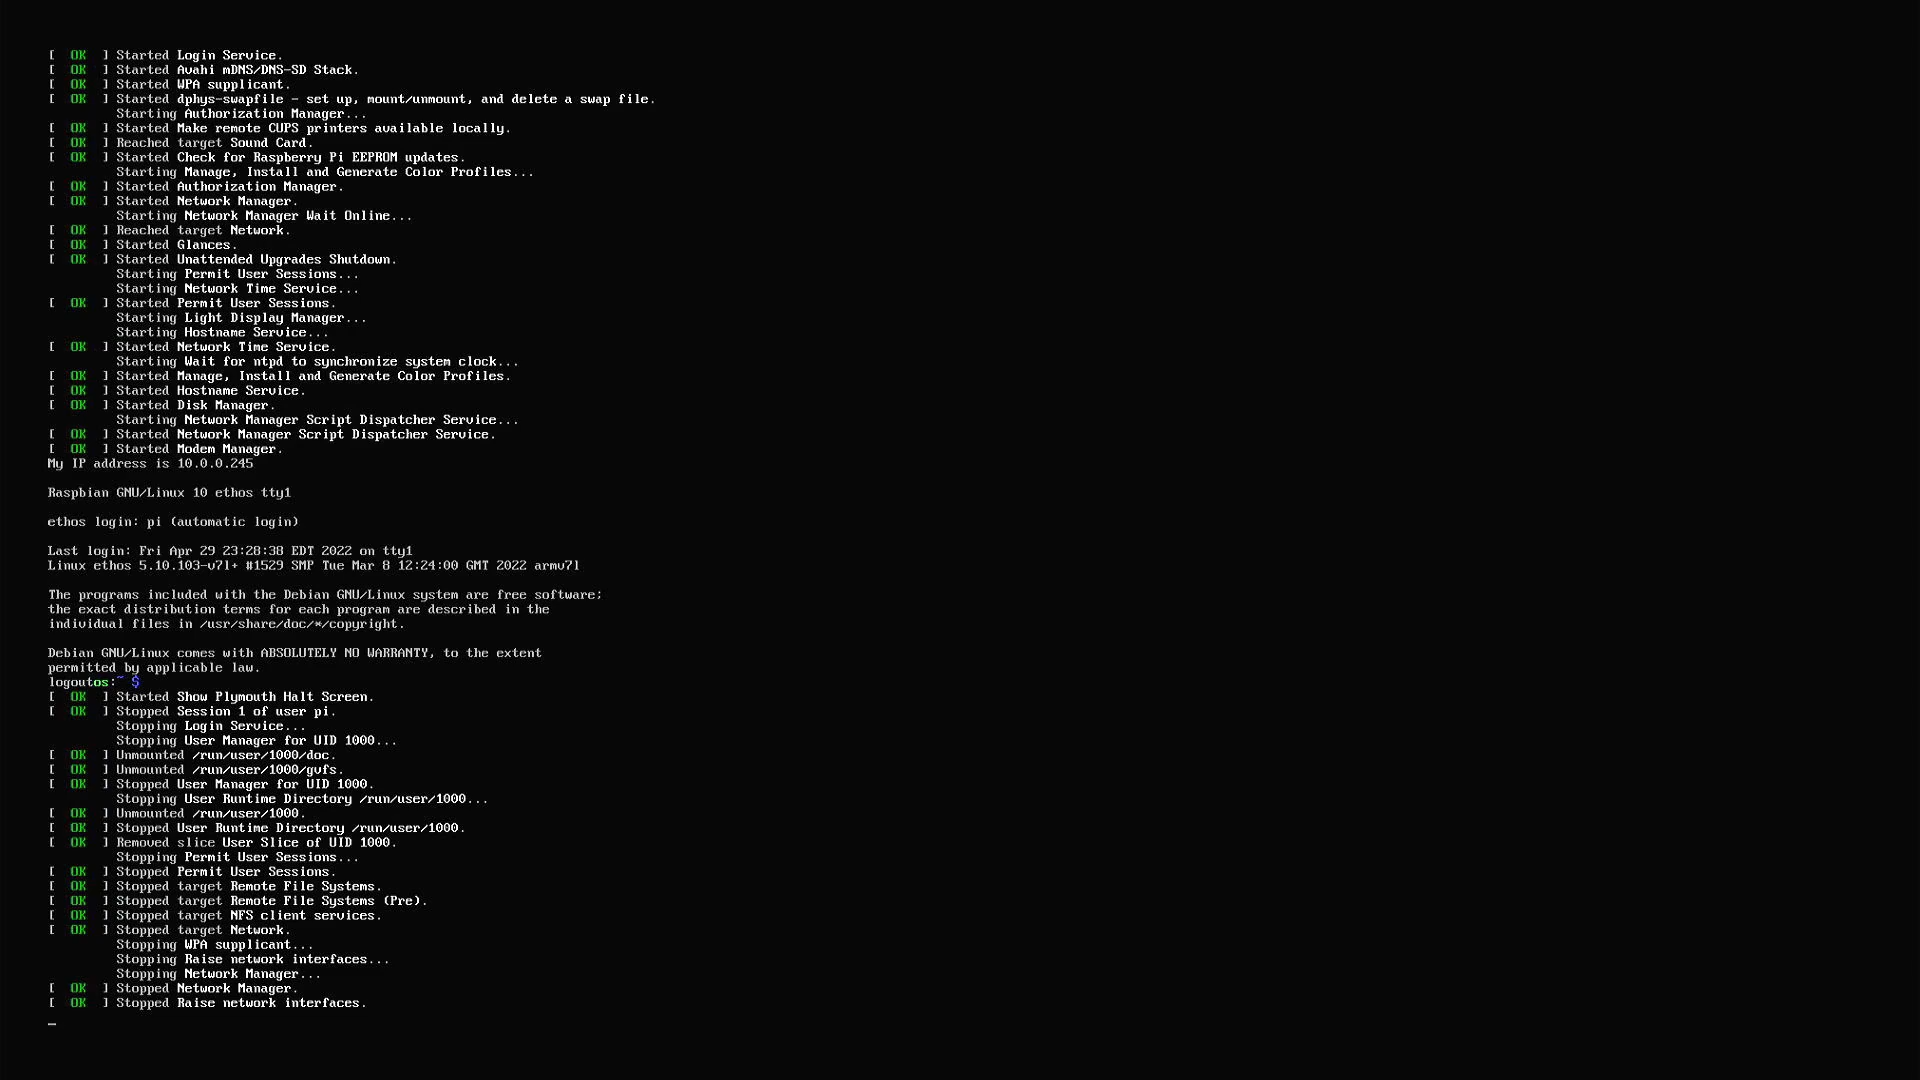 [  OK  ] Started Login Service.
[  OK  ] Started Avahi mDNS/DNS-SD Stack.
[  OK  ] Started WPA supplicant.
[  OK  ] Started dphys-swapfile - set up, mount/unmount, and delete a swap file.
         Starting Authorization Manager...
[  OK  ] Started Make remote CUPS printers available locally.
[  OK  ] Reached target Sound Card.
[  OK  ] Started Check for Raspberry Pi EEPROM updates.
         Starting Manage, Install and Generate Color Profiles...
[  OK  ] Started Authorization Manager.
[  OK  ] Started Network Manager.
         Starting Network Manager Wait Online...
[  OK  ] Reached target Network.
[  OK  ] Started Glances.
[  OK  ] Started Unattended Upgrades Shutdown.
         Starting Permit User Sessions...
         Starting Network Time Service...
[  OK  ] Started Permit User Sessions.
         Starting Light Display Manager...
         Starting Hostname Service...
[  OK  ] Started Network Time Service.
         Starting Wait for ntpd to synchronize system clock...
[  OK  ] Started Manage, Install and Generate Color Profiles.
[  OK  ] Started Hostname Service.
[  OK  ] Started Disk Manager.
         Starting Network Manager Script Dispatcher Service...
[  OK  ] Started Network Manager Script Dispatcher Service.
[  OK  ] Started Modem Manager.
My IP address is 10.0.0.245
Raspbian GNU/Linux 10 ethos tty1
ethos login: pi (automatic login)
Last login: Fri Apr 29 23:28:38 EDT 2022 on tty1
Linux ethos 5.10.103-v7l+ #1529 SMP Tue Mar 8 12:24:00 GMT 2022 armv7l
The programs included with the Debian GNU/Linux system are free software;
the exact distribution terms for each program are described in the
individual files in /usr/share/doc/*/copyright.
Debian GNU/Linux comes with ABSOLUTELY NO WARRANTY, to the extent
permitted by applicable law.
logoutos:~ $
[  OK  ] Started Show Plymouth Halt Screen.
[  OK  ] Stopped Session 1 of user pi.
         Stopping Login Service...
         Stopping User Manager for UID 1000...
[  OK  ] Unmounted /run/user/1000/doc.
[  OK  ] Unmounted /run/user/1000/gvfs.
[  OK  ] Stopped User Manager for UID 1000.
         Stopping User Runtime Directory /run/user/1000...
[  OK  ] Unmounted /run/user/1000.
[  OK  ] Stopped User Runtime Directory /run/user/1000.
[  OK  ] Removed slice User Slice of UID 1000.
         Stopping Permit User Sessions...
[  OK  ] Stopped Permit User Sessions.
[  OK  ] Stopped target Remote File Systems.
[  OK  ] Stopped target Remote File Systems (Pre).
[  OK  ] Stopped target NFS client services.
[  OK  ] Stopped target Network.
         Stopping WPA supplicant...
         Stopping Raise network interfaces...
         Stopping Network Manager...
[  OK  ] Stopped Network Manager.
[  OK  ] Stopped Raise network interfaces.